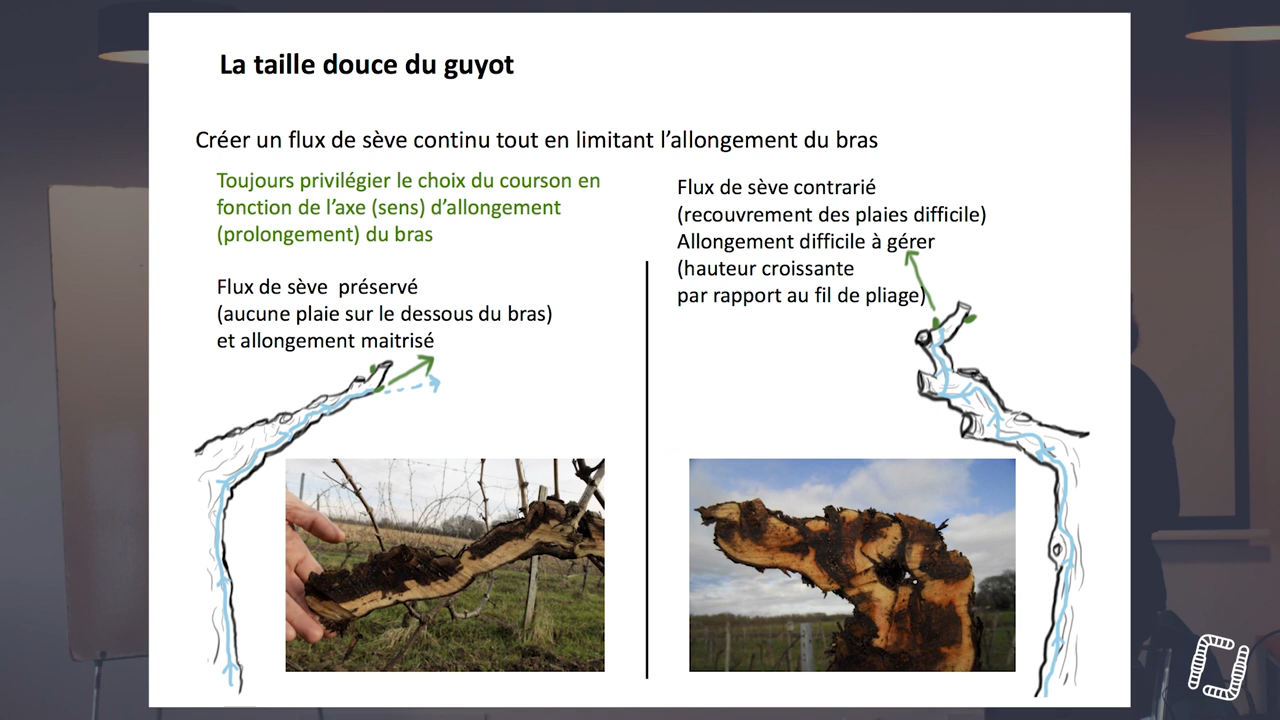 La taille douce du guyot
Créer un flux de sève continu tout en limitant l’allongement du bras
Toujours privilégier le choix du courson en
fonction de l’axe (sens) d’allongement
(prolongement) du bras
Flux de sève préservé
(aucune plaie sur le dessous du bras)
et allongement maitrisé
Flux de sève contrarié
(recouvrement des plaies difficile)
Allongement difficile à gérer
(hauteur croissante
par rapport au fil de pliage)